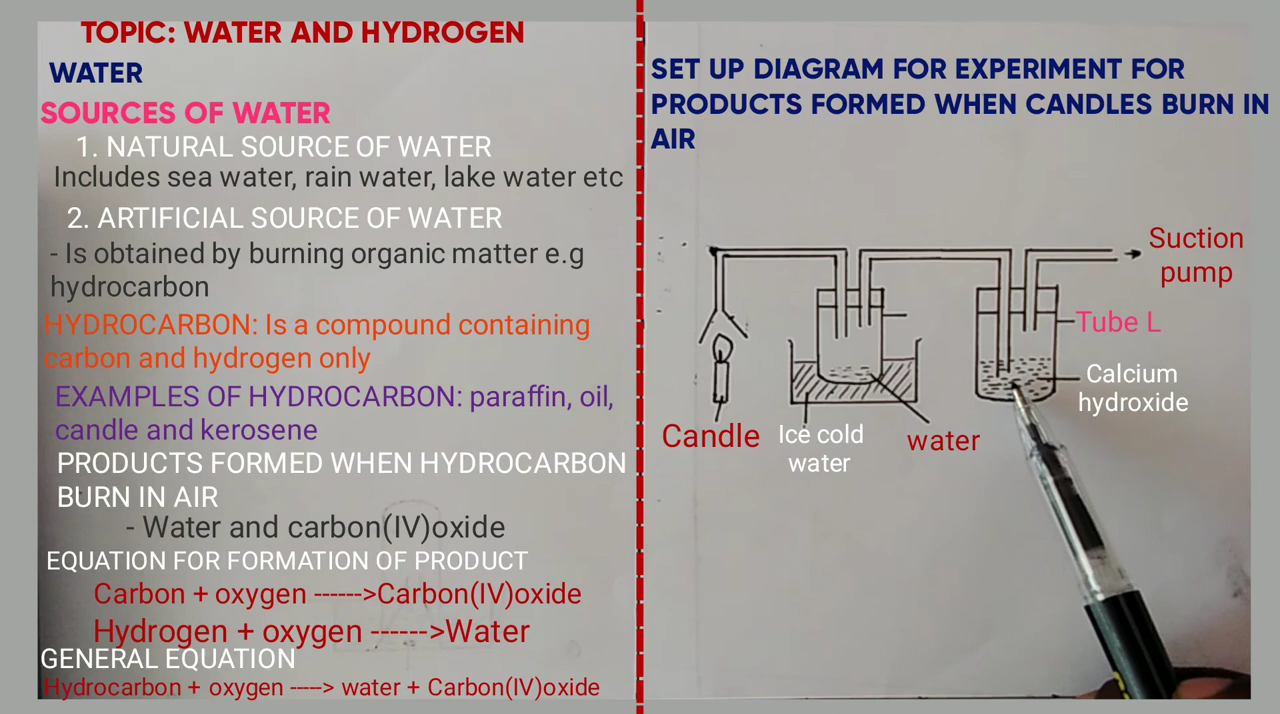 TOPIC: WATER AND HYDROGEN
WATER
SOURCES OF WATER
1. NATURAL SOURCE OF WATER
Includes sea water, rain water, lake water etc
2. ARTIFICIAL SOURCE OF WATER
- Is obtained by burning organic matter e.g
hydrocarbon
HYDROCARBON: Is a compound containing
carbon and hydrogen only
EXAMPLES OF HYDROCARBON: paraffin, oil,
candle and kerosene
PRODUCTS FORMED WHEN HYDROCARBON
BURN IN AIR
- Water and carbon(IV)oxide
EQUATION FOR FORMATION OF PRODUCT
Carbon + oxygen ------>Carbon(IV)oxide
Hydrogen + oxygen ------>Water
GENERAL EQUATION
Hydrocarbon + oxygen -----> water + Carbon(IV)oxide
SET UP DIAGRAM FOR EXPERIMENT FOR
PRODUCTS FORMED WHEN CANDLES BURN IN
AIR
Suction
pump
Tube L
Calcium
hydroxide
Candle
Ice cold
water
water